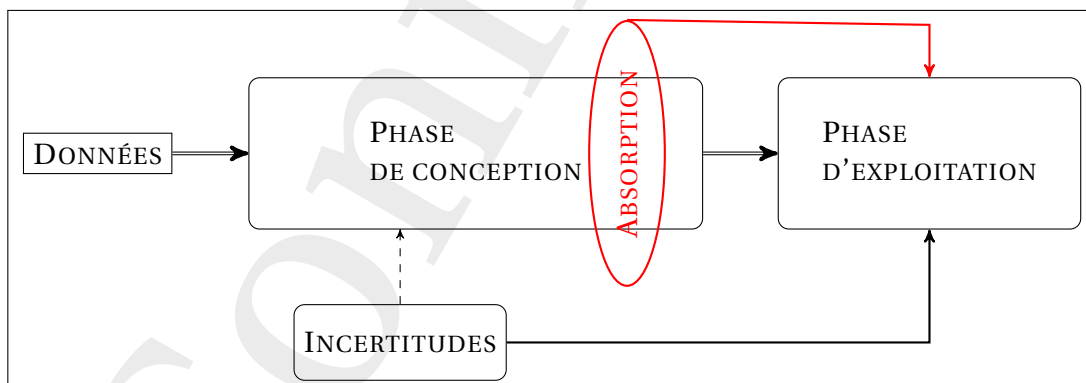 DONNÉES
PHASE
DE CONCEPTION
ABSORPTION
PHASE
D'EXPLOITATION
INCERTITUDES